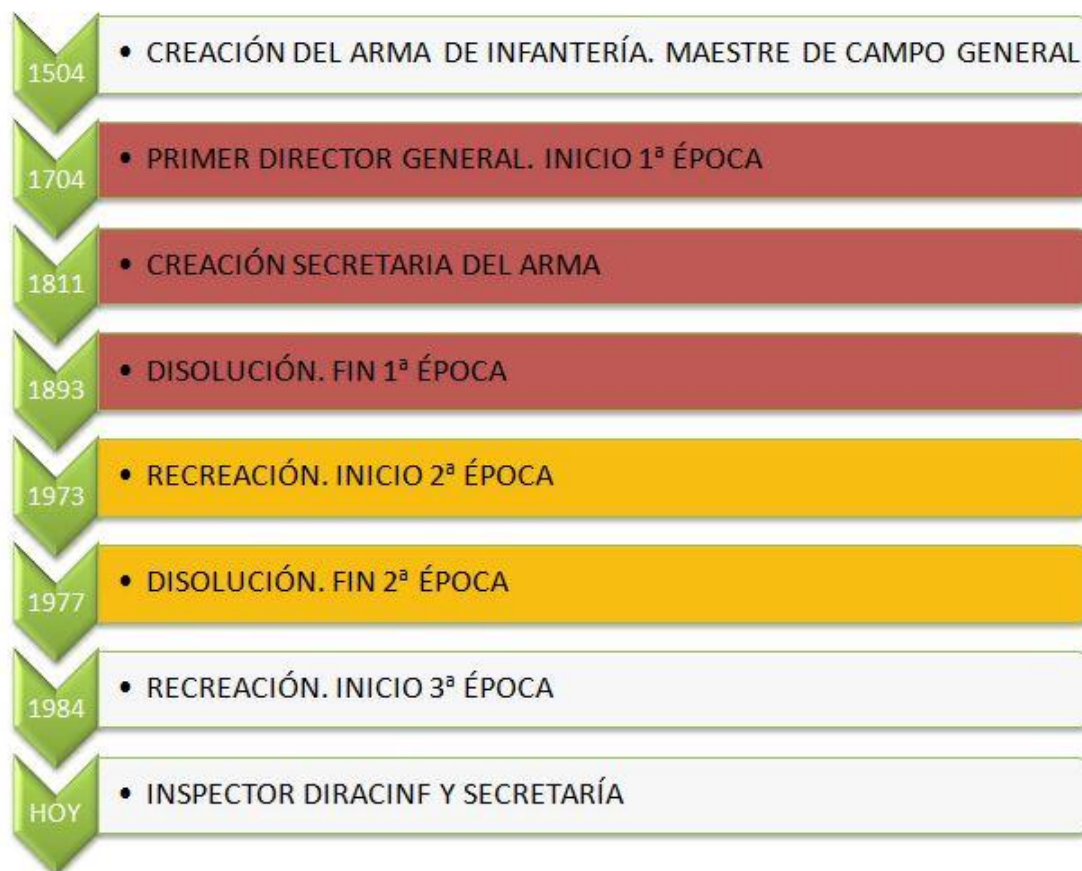 1504
• CREACIÓN DEL ARMA DE INFANTERÍA. MAESTRE DE CAMPO GENERAL
1704
• PRIMER DIRECTOR GENERAL. INICIO 1ª ÉPOCA
1811
• CREACIÓN SECRETARIA DEL ARMA
1893
• DISOLUCIÓN. FIN 1ª ÉPOCA
1973
• RECREACIÓN. INICIO 2ª ÉPOCA
1977
• DISOLUCIÓN. FIN 2ª ÉPOCA
1984
• RECREACIÓN. INICIO 3ª ÉPOCA
HOY
• INSPECTOR DIRACINF Y SECRETARÍA